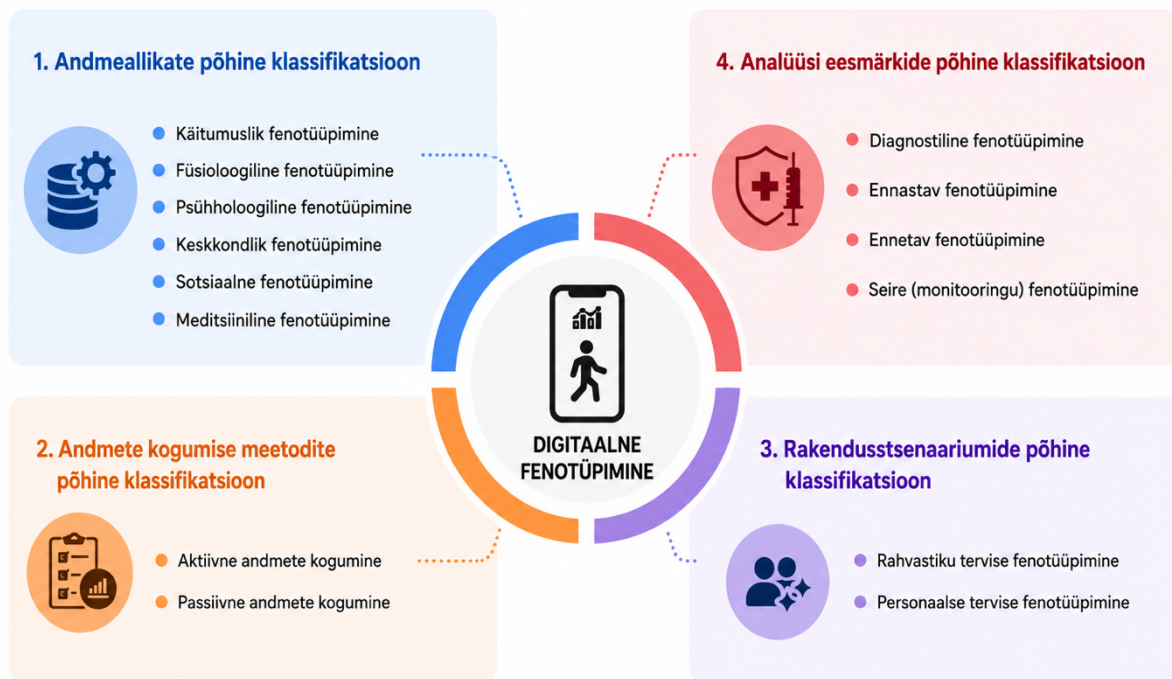 1. Andmeallikate põhine klassifikatsioon
Käitumuslik fenotüüpimine
Füsioloogiline fenotüüpimine
Psühholoogiline fenotüüpimine
Keskkondlik fenotüüpimine
Sotsiaalne fenotüüpimine
Meditsiiniline fenotüüpimine
2. Andmete kogumise meetodite
põhine klassifikatsioon
Aktiivne andmete kogumine
Passiivne andmete kogumine
DIGITAALNE
FENOTÜPIMINE
3. Rakendusstsenaariumide põhine
klassifikatsioon
Rahvastiku tervise fenotüüpimine
Personaalse tervise fenotüüpimine
4. Analüüsi eesmärkide põhine klassifikatsioon
Diagnostiline fenotüüpimine
Ennastav fenotüüpimine
Ennetav fenotüüpimine
Seire (monitooringu) fenotüüpimine